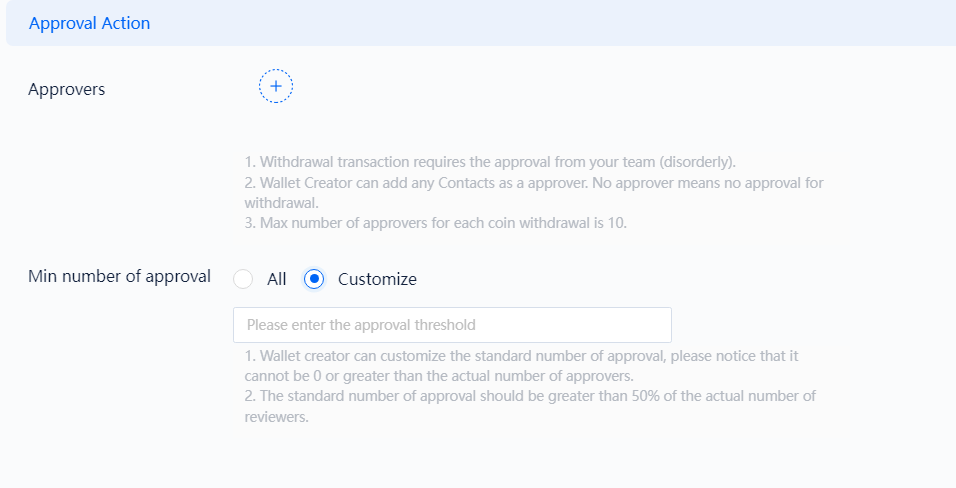 Approval Action
Approvers
1. Withdrawal transaction requires the approval from your team (disorderly).
2. Wallet Creator can add any Contacts as a approver. No approver means no approval for
withdrawal.
3. Max number of approvers for each coin withdrawal is 10.
Min number of approval All Customize
Please enter the approval threshold
1. Wallet creator can customize the standard number of approval, please notice that it
cannot be 0 or greater than the actual number of approvers.
2. The standard number of approval should be greater than 50% of the actual number of
reviewers.